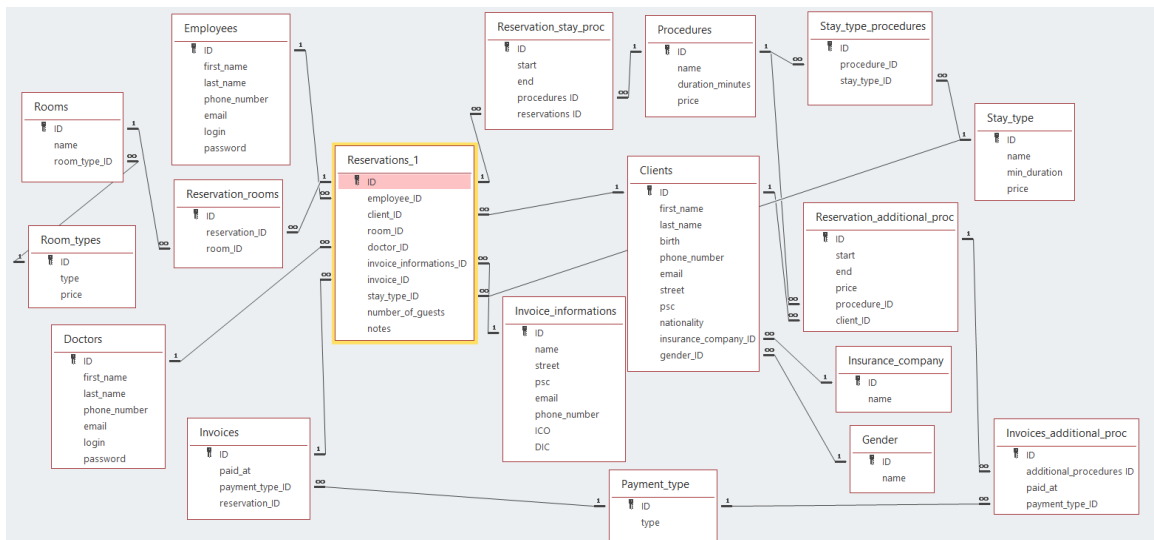 Employees
ID
first_name
last_name
phone_number
email
login
password
Rooms
ID
name
room_type_ID
Room_types
ID
type
price
Reservation_rooms
ID
reservation_ID
room_ID
Doctors
ID
first_name
last_name
phone_number
email
login
password
Invoices
ID
paid_at
payment_type_ID
reservation_ID
Reservations_1
ID
employee_ID
client_ID
room_ID
doctor_ID
invoice_informations_ID
invoice_ID
stay_type_ID
number_of_guests
notes
Reservation_stay_proc
ID
start
end
procedures ID
reservations ID
Invoice_informations
ID
name
street
psc
email
phone_number
ICO
DIC
Procedures
ID
name
duration_minutes
price
Clients
ID
first_name
last_name
birth
phone_number
email
street
psc
nationality
insurance_company_ID
gender_ID
Payment_type
ID
type
Stay_type_procedures
ID
procedure_ID
stay_type_ID
Stay_type
ID
name
min_duration
price
Reservation_additional_proc
ID
start
end
price
procedure_ID
client_ID
Insurance_company
ID
name
Gender
ID
name
Invoices_additional_proc
ID
additional_procedures ID
paid_at
payment_type_ID